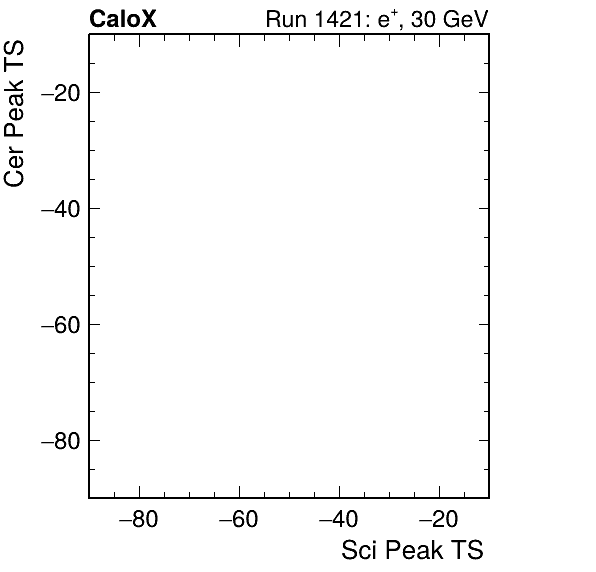 CaloX
Run 1421: e⁺, 30 GeV
Cer Peak TS
−20
−40
−60
−80
−80 −60 −40 −20
Sci Peak TS